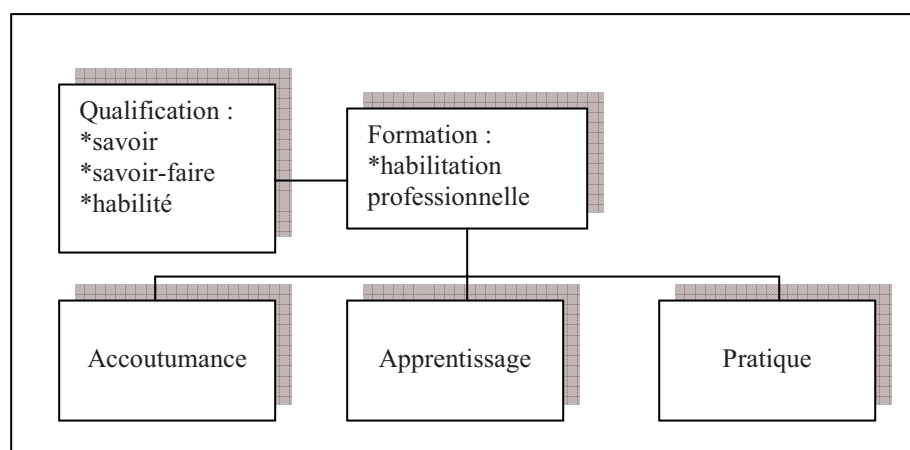 Qualification :
*savoir
*savoir-faire
*habilité
Formation :
*habilitation
professionnelle
Accoutumance
Apprentissage
Pratique